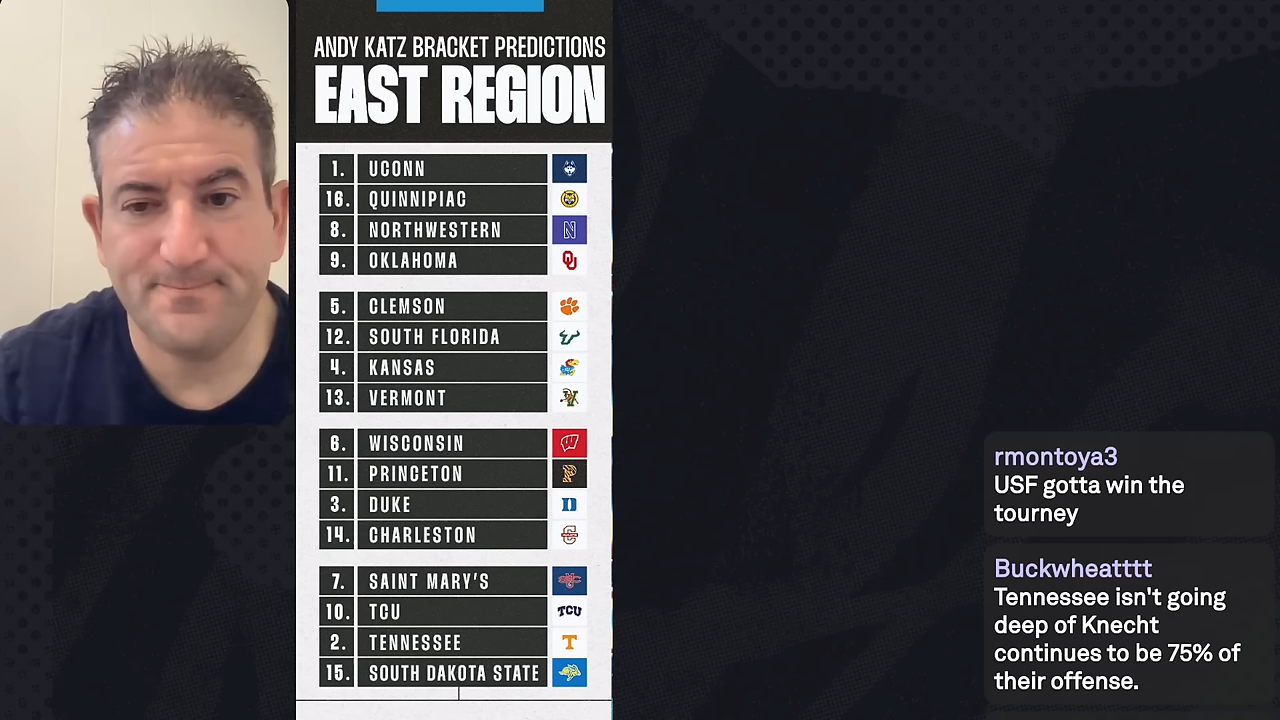 ANDY KATZ BRACKET PREDICTIONS
EAST REGION
1. UCONN
16. QUINNIPIAC
8. NORTHWESTERN
9. OKLAHOMA
5. CLEMSON
12. SOUTH FLORIDA
4. KANSAS
13. VERMONT
6. WISCONSIN
11. PRINCETON
3. DUKE
14. CHARLESTON
7. SAINT MARY'S
10. TCU TCU
2. TENNESSEE T
15. SOUTH DAKOTA STATE
rmontoya3
USF gotta win the
tourney
Buckwheatttt
Tennessee isn't going
deep of Knecht
continues to be 75% of
their offense.